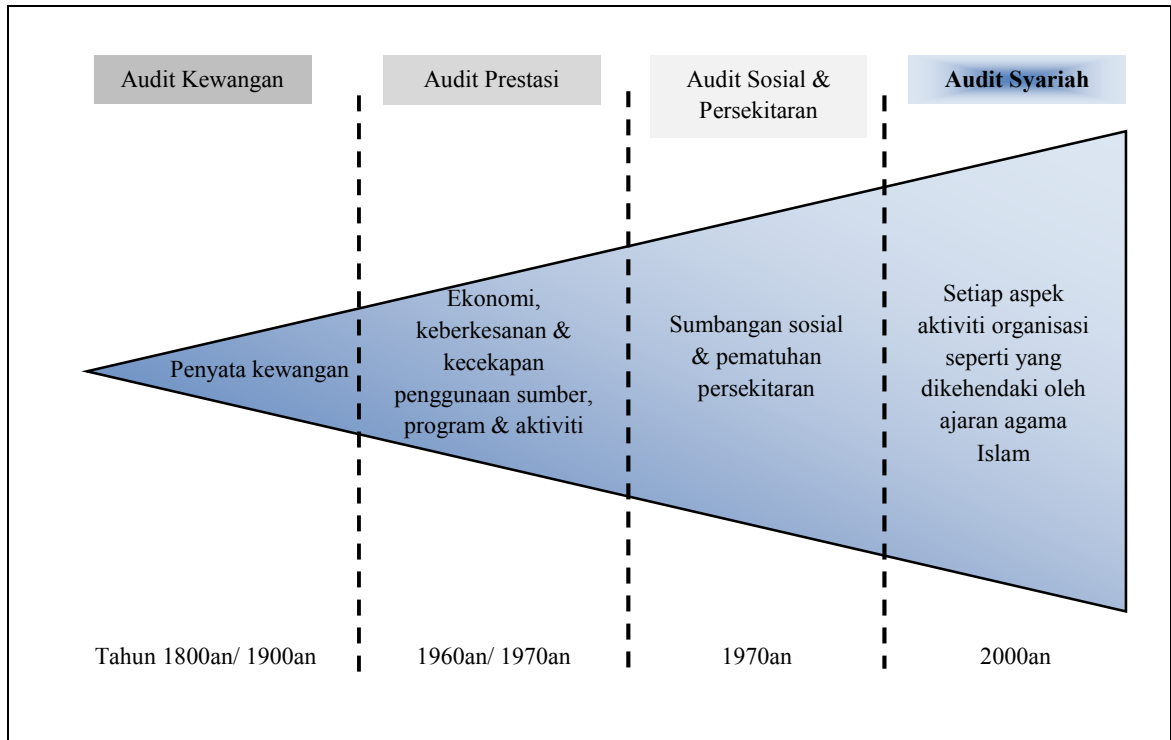 Audit Kewangan
Audit Prestasi
Audit Sosial &
Persekitaran
Audit Syariah
Penyata kewangan
Ekonomi,
keberkesanan &
kecekapan
penggunaan sumber,
program & aktiviti
Sumbangan sosial
& pematuhan
persekitaran
Setiap aspek
aktiviti organisasi
seperti yang
dikehendaki oleh
ajaran agama
Islam
Tahun 1800an/ 1900an
1960an/ 1970an
1970an
2000an